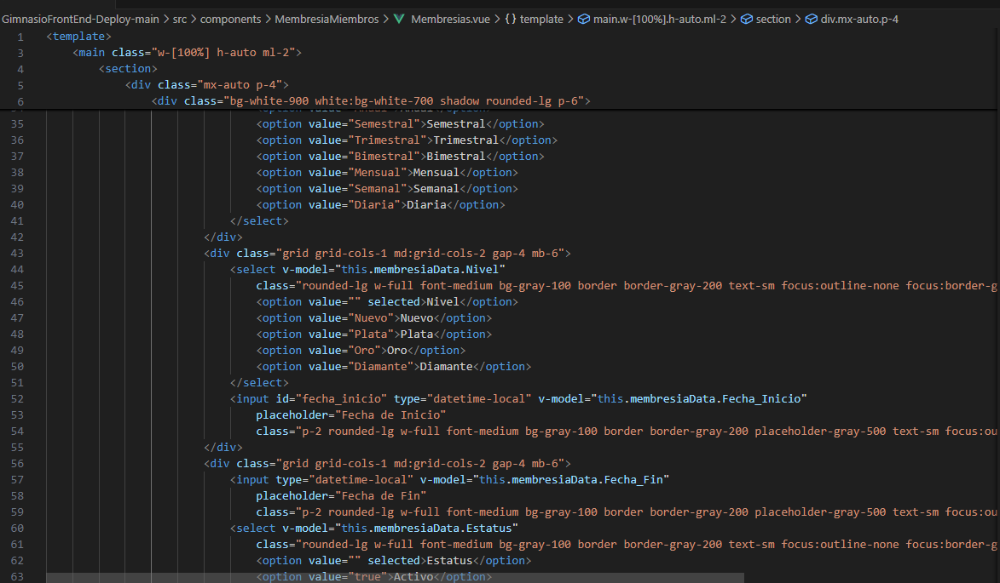 GimnasioFrontEnd-Deploy-main > src > components > MembresiaMiembros > Membresias.vue > {} template > main.w-[100%].h-auto.ml-2 > section > div.mx-auto.p-4
1 <template>
3 <main class="w-[100%] h-auto ml-2">
4 <section>
5 <div class="mx-auto p-4">
6 <div class="bg-white-900 white:bg-white-700 shadow rounded-lg p-6">
35 <option value="Semestral">Semestral</option>
36 <option value="Trimestral">Trimestral</option>
37 <option value="Bimestral">Bimestral</option>
38 <option value="Mensual">Mensual</option>
39 <option value="Semanal">Semanal</option>
40 <option value="Diaria">Diaria</option>
41 </select>
42 </div>
43 <div class="grid grid-cols-1 md:grid-cols-2 gap-4 mb-6">
44 <select v-model="this.membresiaData.Nivel"
45 class="rounded-lg w-full font-medium bg-gray-100 border border-gray-200 text-sm focus:outline-none focus:border-g
46 <option value="" selected>Nivel</option>
47 <option value="Nuevo">Nuevo</option>
48 <option value="Plata">Plata</option>
49 <option value="Oro">Oro</option>
50 <option value="Diamante">Diamante</option>
51 </select>
52 <input id="fecha_inicio" type="datetime-local" v-model="this.membresiaData.Fecha_Inicio"
53 placeholder="Fecha de Inicio"
54 class="p-2 rounded-lg w-full font-medium bg-gray-100 border border-gray-200 placeholder-gray-500 text-sm focus:ou
55 </div>
56 <div class="grid grid-cols-1 md:grid-cols-2 gap-4 mb-6">
57 <input type="datetime-local" v-model="this.membresiaData.Fecha_Fin"
58 placeholder="Fecha de Fin"
59 class="p-2 rounded-lg w-full font-medium bg-gray-100 border border-gray-200 placeholder-gray-500 text-sm focus:ou
60 <select v-model="this.membresiaData.Estatus"
61 class="rounded-lg w-full font-medium bg-gray-100 border border-gray-200 text-sm focus:outline-none focus:border-g
62 <option value="" selected>Estatus</option>
63 <option value="true">Activo</option>